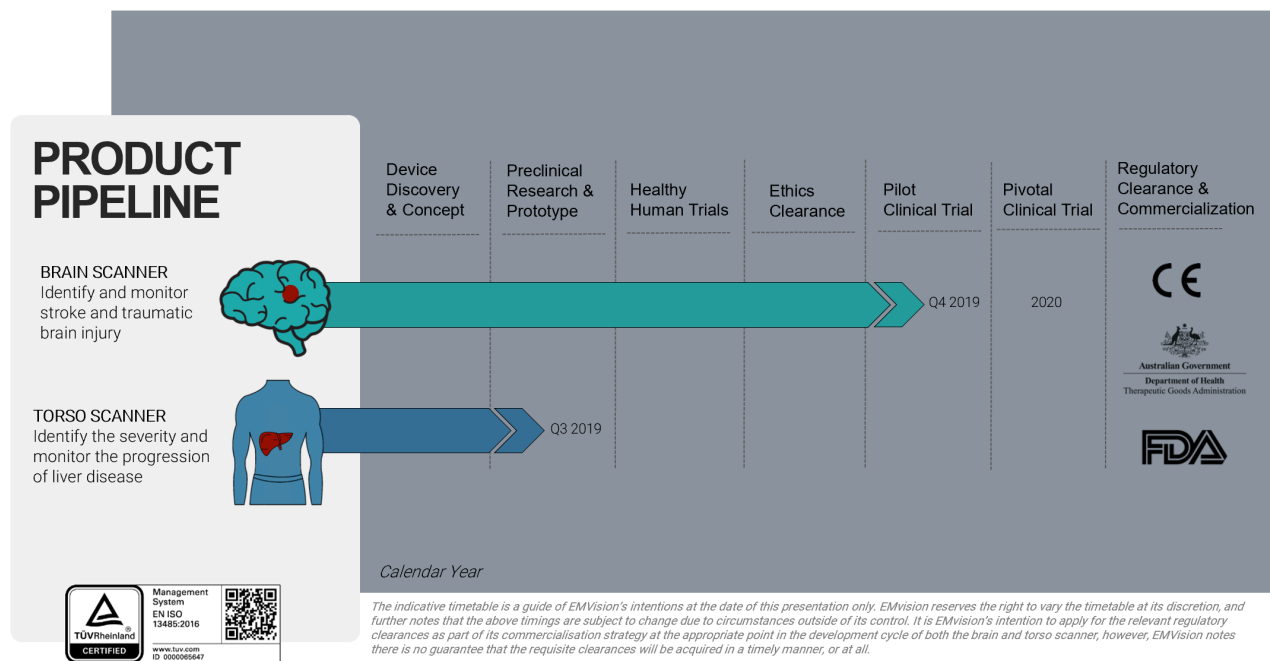 PRODUCT
PIPELINE
Device
Discovery
& Concept
Preclinical
Research &
Prototype
Healthy
Human Trials
Ethics
Clearance
Pilot
Clinical Trial
Pivotal
Clinical Trial
Regulatory
Clearance &
Commercialization
BRAIN SCANNER
Identify and monitor
stroke and traumatic
brain injury
Q4 2019
2020
CE
Australian Government
Department of Health
Therapeutic Goods Administration
TORSO SCANNER
Identify the severity and
monitor the progression
of liver disease
Q3 2019
FDA
Calendar Year
TÜVRheinland®
CERTIFIED
Management
System
EN ISO
13485:2016
www.tuv.com
ID 0000065647
The indicative timetable is a guide of EMVision's intentions at the date of this presentation only. EMvision reserves the right to vary the timetable at its discretion, and
further notes that the above timings are subject to change due to circumstances outside of its control. It is EMvision's intention to apply for the relevant regulatory
clearances as part of its commercialisation strategy at the appropriate point in the development cycle of both the brain and torso scanner, however, EMVision notes
there is no guarantee that the requisite clearances will be acquired in a timely manner, or at all.